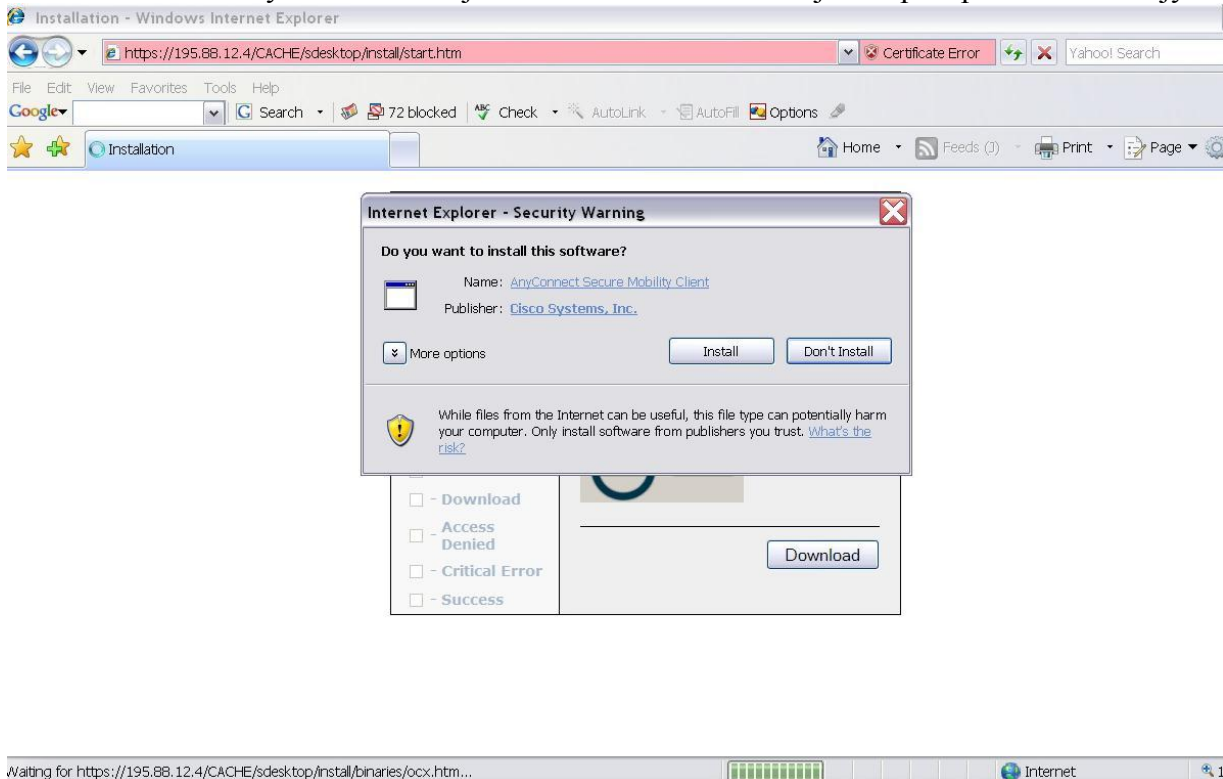 Installation - Windows Internet Explorer
https://195.88.12.4/CACHE/sdesktop/install/start.htm Certificate Error Yahoo! Search
File Edit View Favorites Tools Help
Google Search 72 blocked Check AutoLink AutoFill Options
Installation Home Feeds (J) Print Page
Internet Explorer - Security Warning
Do you want to install this software?
Name: AnyConnect Secure Mobility Client
Publisher: Cisco Systems, Inc.
More options Install Don't Install
While files from the Internet can be useful, this file type can potentially harm
your computer. Only install software from publishers you trust. What's the
risk?
- Download
- Access
Denied
Download
- Critical Error
- Success
Waiting for https://195.88.12.4/CACHE/sdesktop/install/binaries/ocx.htm... Internet